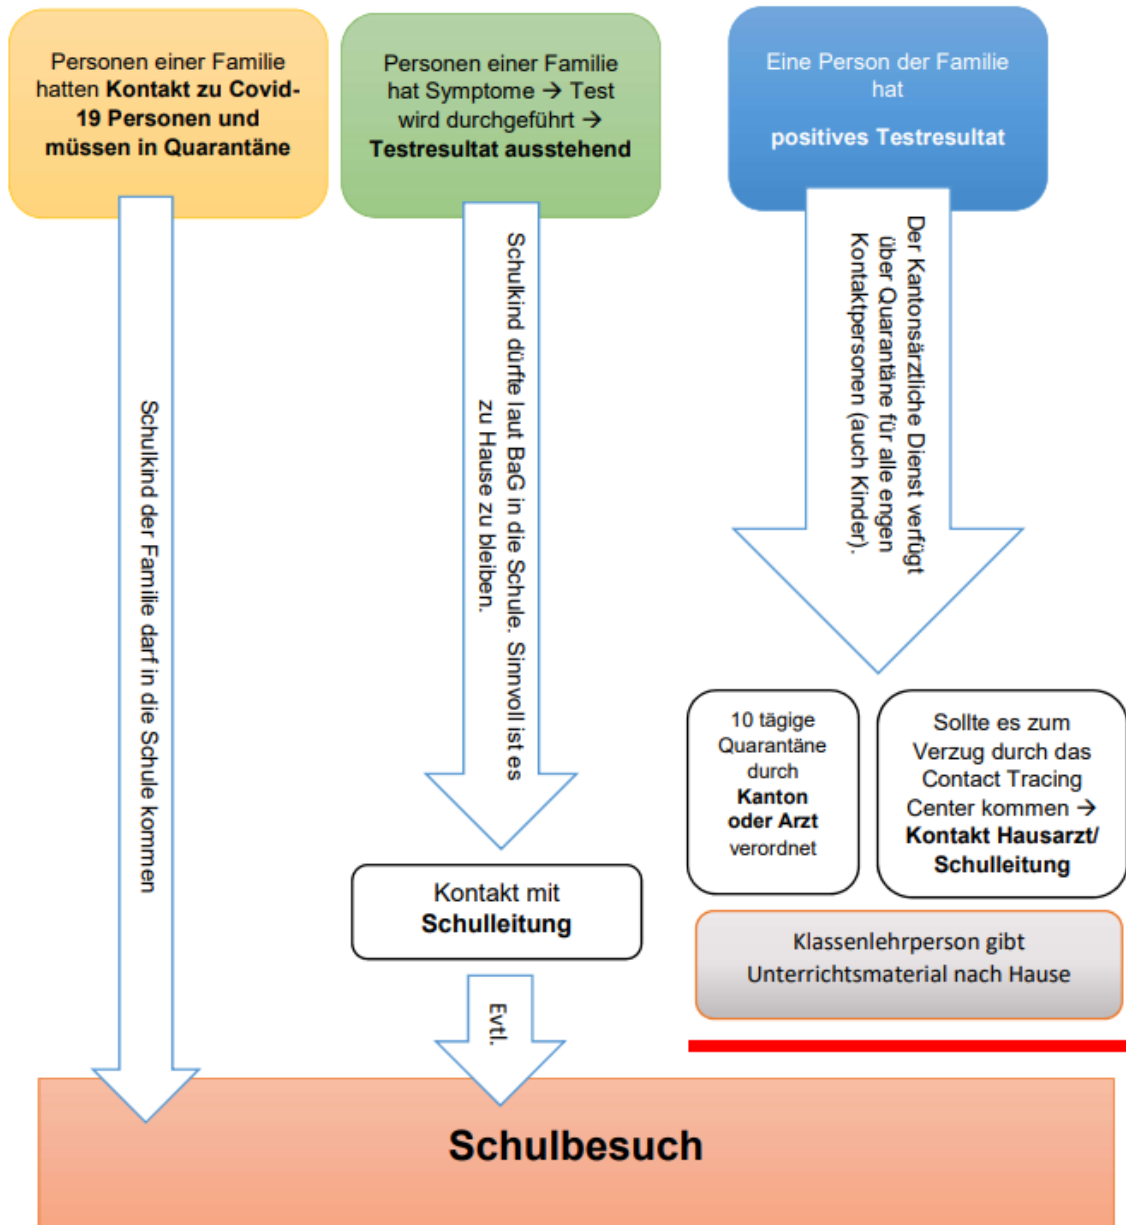 Personen einer Familie
hatten Kontakt zu Covid-
19 Personen und
müssen in Quarantäne
Schulkind der Familie darf in die Schule kommen
Personen einer Familie
hat Symptome → Test
wird durchgeführt →
Testresultat ausstehend
Schulkind dürfte laut BaG in die Schule. Sinnvoll ist es
zu Hause zu bleiben.
Kontakt mit
Schulleitung
Evtl.
Eine Person der Familie
hat
positives Testresultat
Der Kantonsärztliche Dienst verfügt
über Quarantäne für alle engen
Kontaktpersonen (auch Kinder).
10 tägige
Quarantäne
durch
Kanton
oder Arzt
verordnet
Sollte es zum
Verzug durch das
Contact Tracing
Center kommen →
Kontakt Hausarzt/
Schulleitung
Klassenlehrperson gibt
Unterrichtsmaterial nach Hause
Schulbesuch